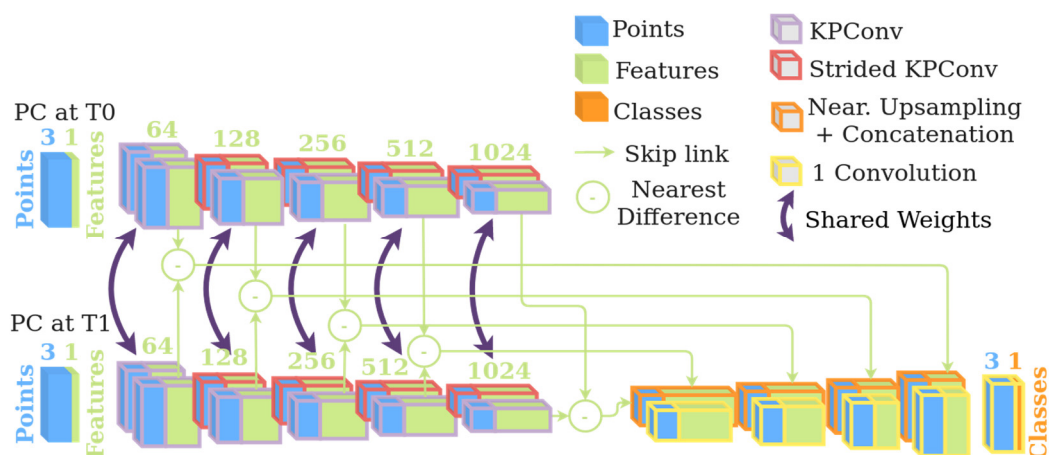 Points
Features
Classes
Skip link
-
Nearest
Difference
KPConv
Strided KPConv
Near. Upsampling
+ Concatenation
1 Convolution
Shared Weights
PC at T0
3 1
Points
Features
64
128
256
512
1024
-
-
-
-
-
PC at T1
3 1
Points
Features
64
128
256
512
1024
3 1
Classes